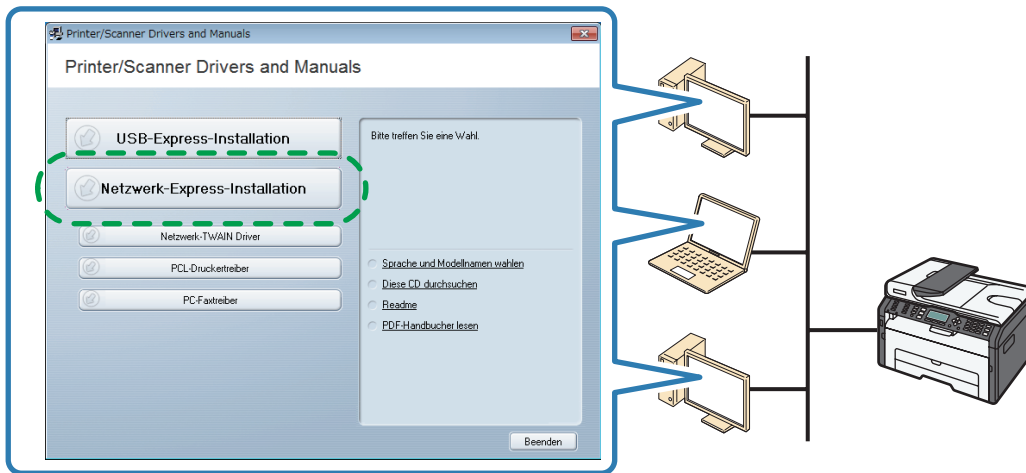 Printer/Scanner Drivers and Manuals
Printer/Scanner Drivers and Manuals
USB-Express-Installation
Netzwerk-Express-Installation
Netzwerk-TWAIN Driver
PCL-Druckertreiber
PC-Faxtreiber
Bitte treffen Sie eine Wahl.
Sprache und Modellnamen wahlen
Diese CD durchsuchen
Readme
PDF-Handbucher lesen
Beenden